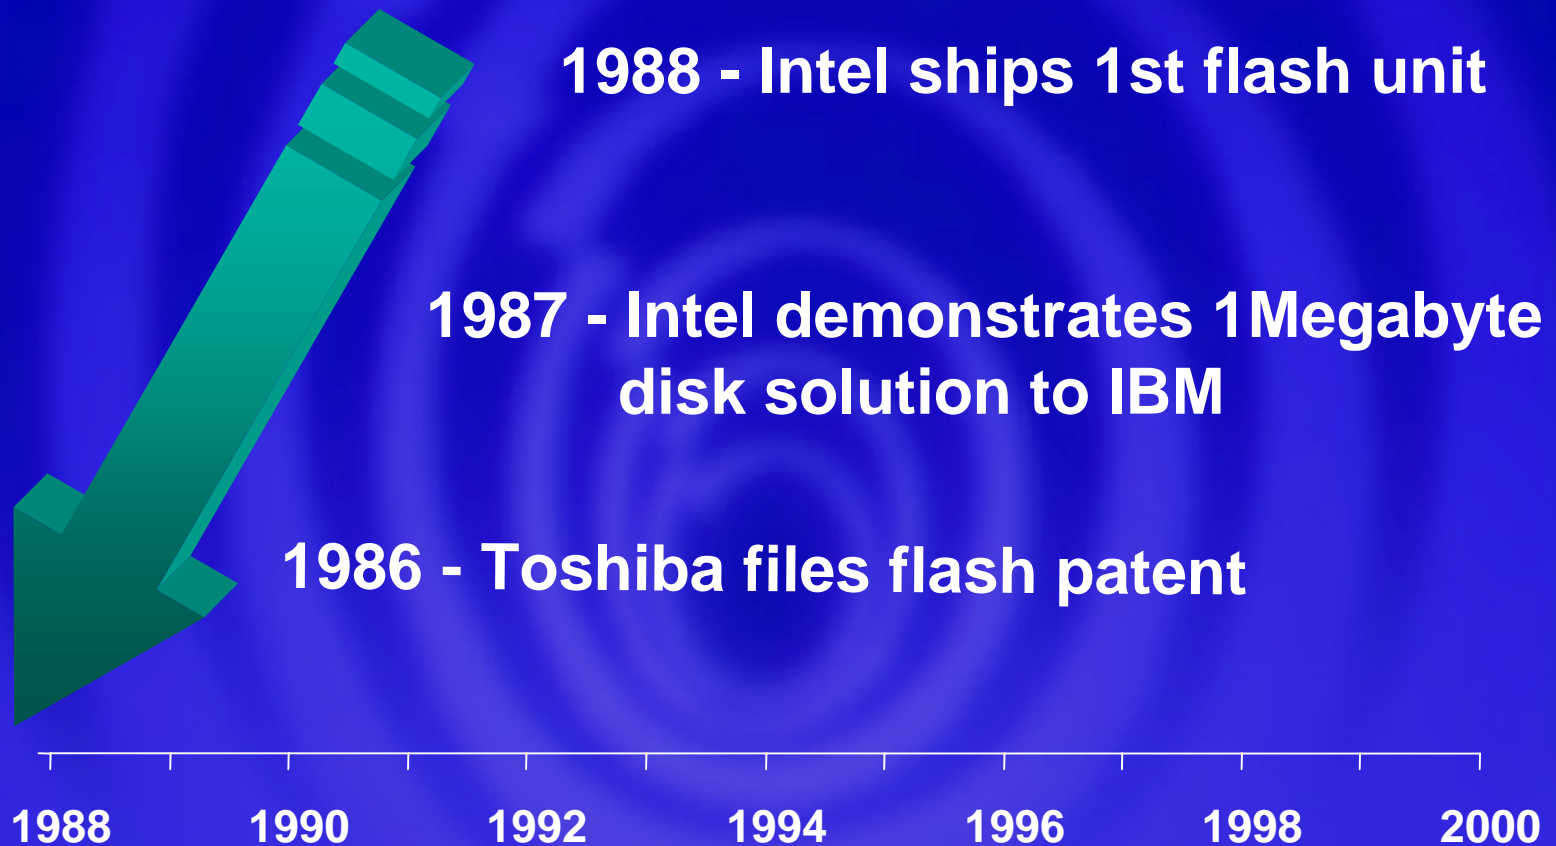 1988 - Intel ships 1st flash unit
1987 - Intel demonstrates 1Megabyte
disk solution to IBM
1986 - Toshiba files flash patent
1988 1990 1992 1994 1996 1998 2000